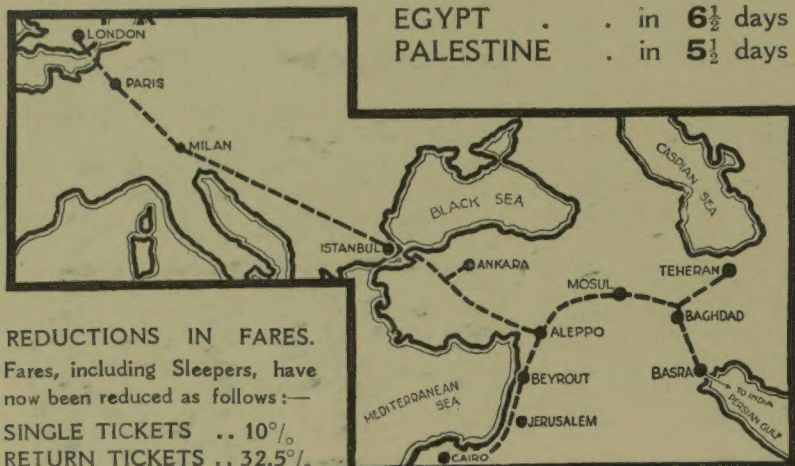 EGYPT . . in 6½ days
PALESTINE . in 5½ days
LONDON
PARIS
MILAN
ISTANBUL
BLACK SEA
CASPIAN SEA
ANKARA
MOSUL
TEHERAN
BAGHDAD
ALEPPO
BEYROUT
BASRA
TO INDIA
PERSIAN GULF
MEDITERRANEAN SEA
JERUSALEM
CAIRO
REDUCTIONS IN FARES.
Fares, including Sleepers, have
now been reduced as follows:—
SINGLE TICKETS .. 10%
RETURN TICKETS .. 32.5%